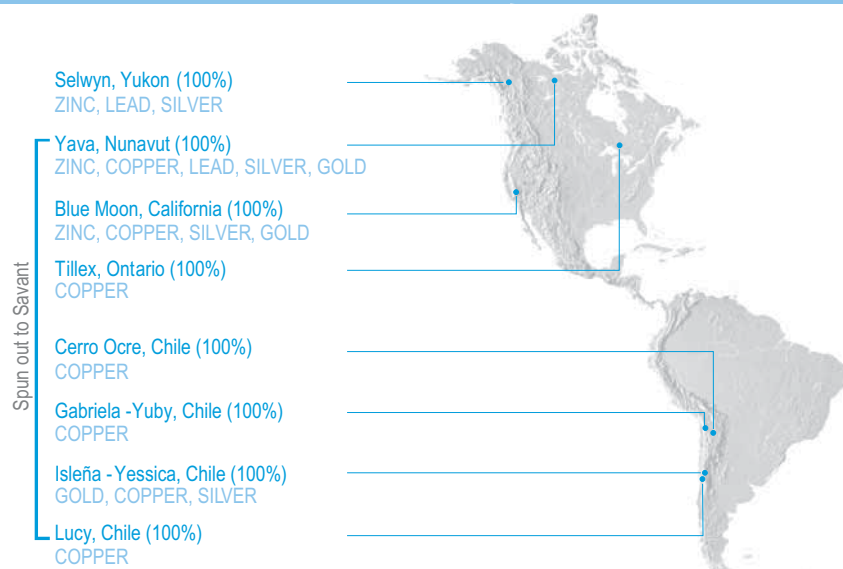 Selwyn, Yukon (100%)
ZINC, LEAD, SILVER
Yava, Nunavut (100%)
ZINC, COPPER, LEAD, SILVER, GOLD
Blue Moon, California (100%)
ZINC, COPPER, SILVER, GOLD
Tillex, Ontario (100%)
COPPER
Cerro Ocre, Chile (100%)
COPPER
Gabriela -Yuby, Chile (100%)
COPPER
Isleña - Yessica, Chile (100%)
GOLD, COPPER, SILVER
Lucy, Chile (100%)
COPPER
Spun out to Savant